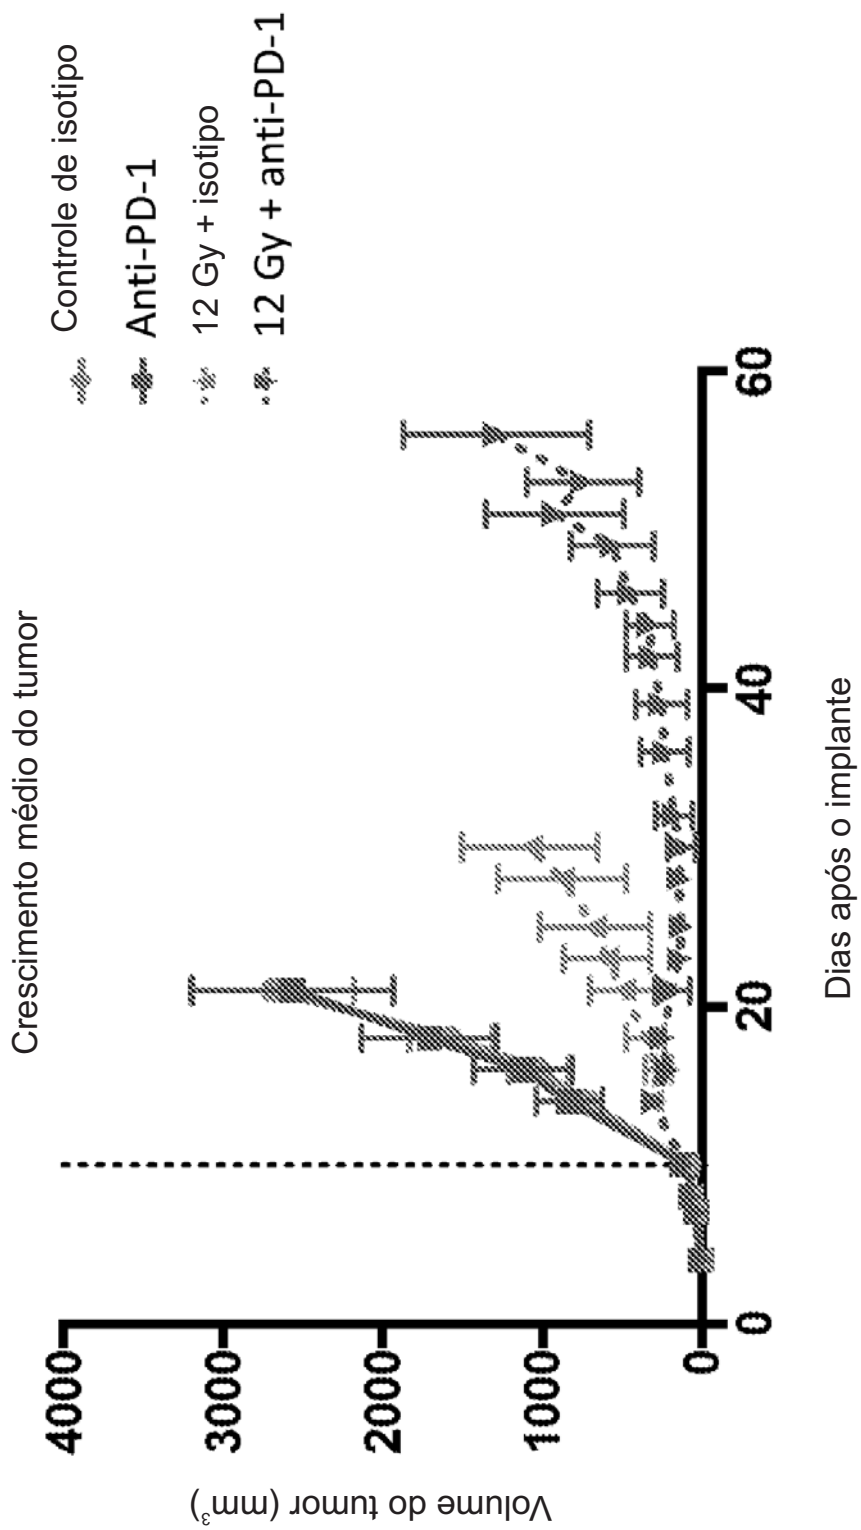 Crescimento médio do tumor
Controle de isotipo
Anti-PD-1
12 Gy + isotipo
12 Gy + anti-PD-1
Volume do tumor (mm³)
4000
3000
2000
1000
0
0
20
40
60
Dias após o implante